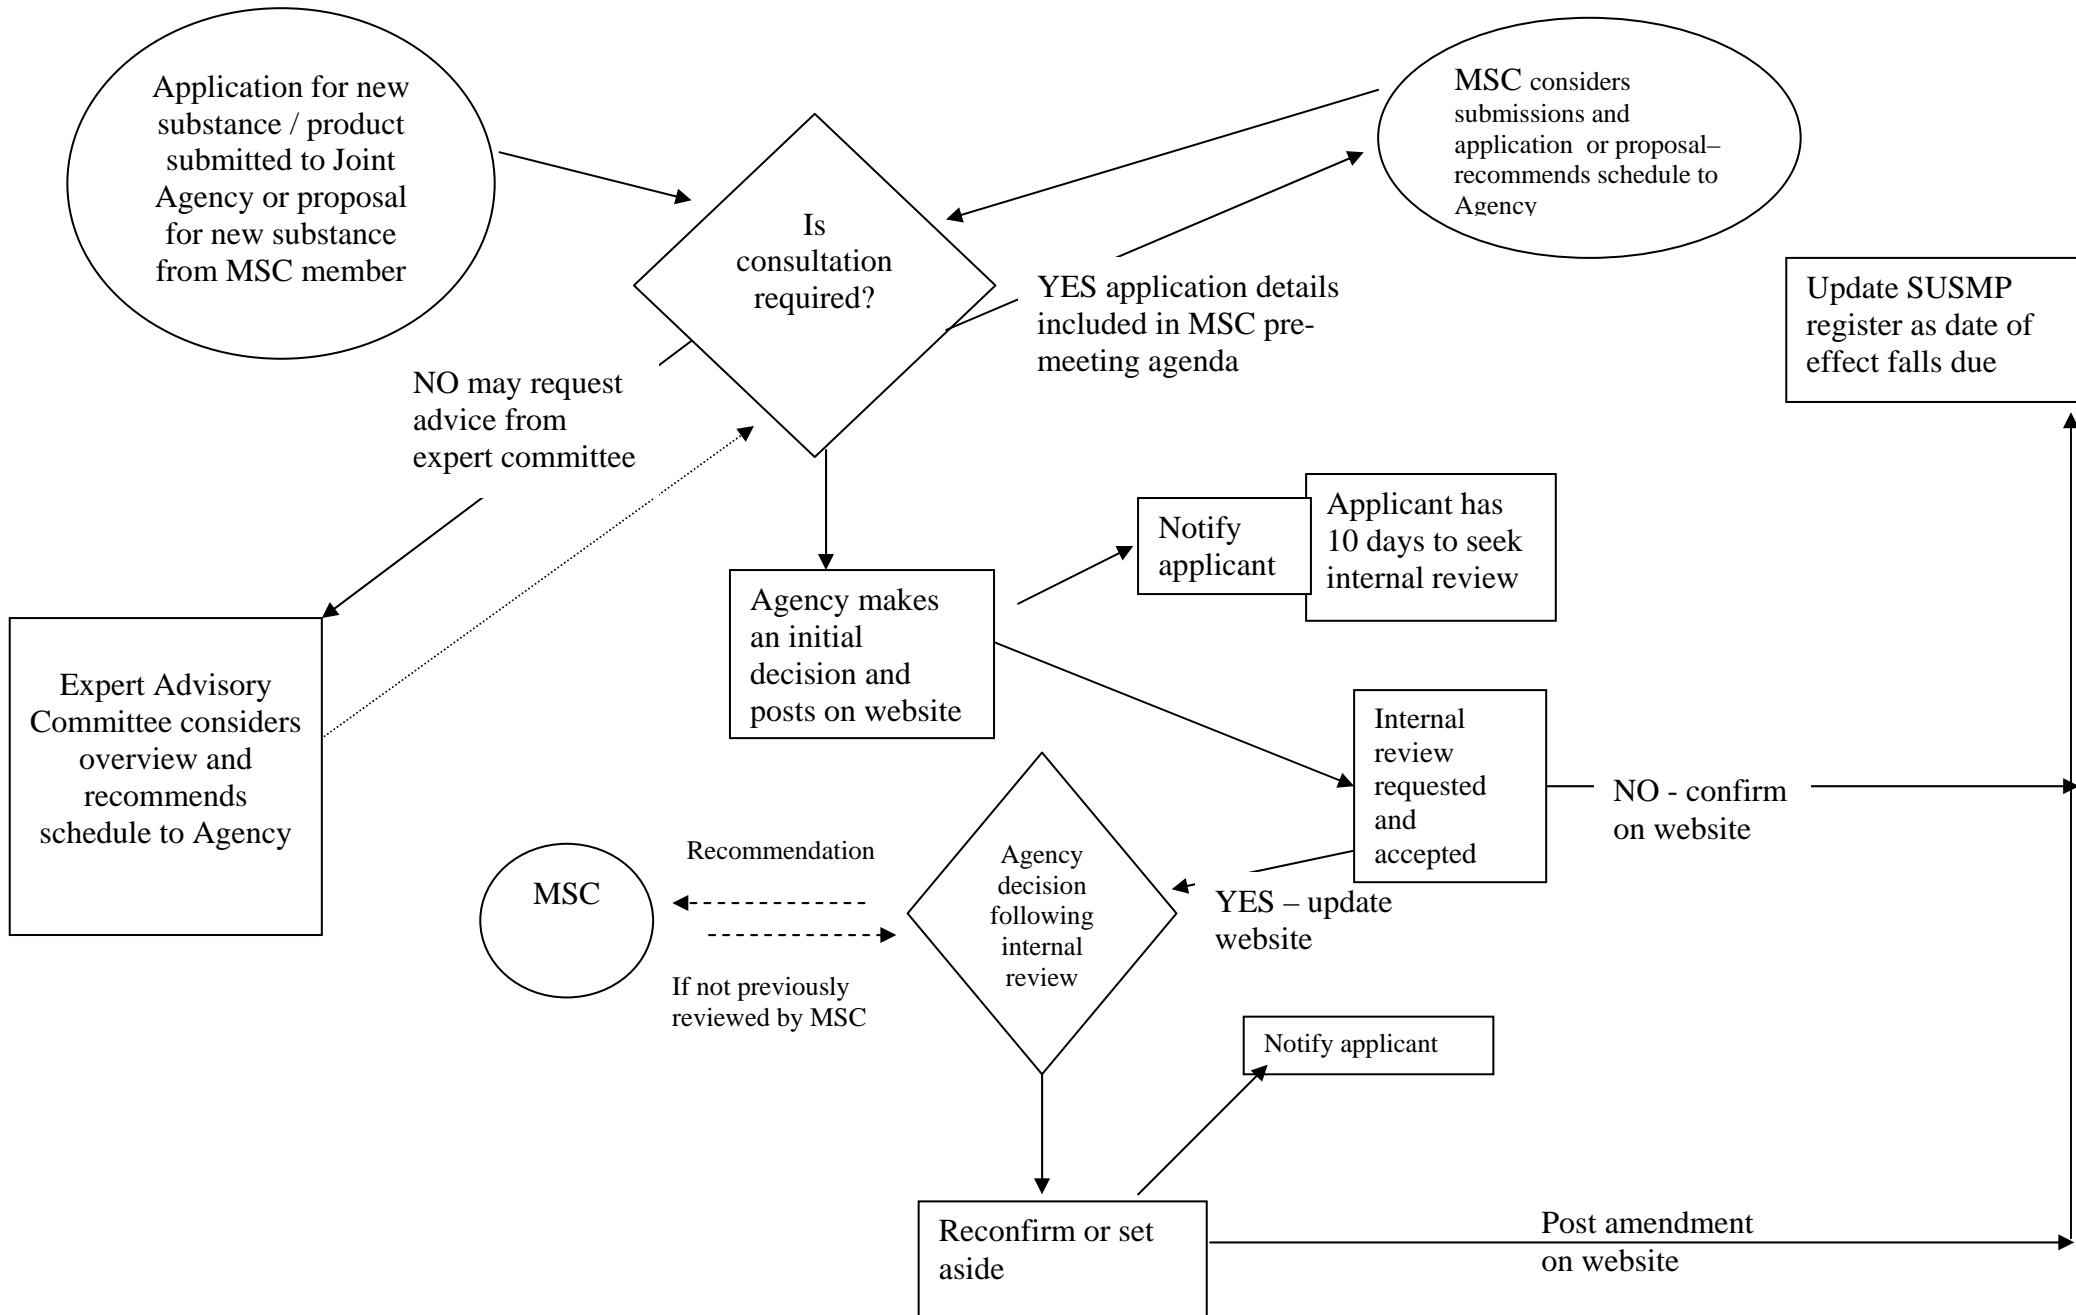 Application for new
substance / product
submitted to Joint
Agency or proposal
for new substance
from MSC member
Is
consultation
required?
MSC considers
submissions and
application or proposal–
recommends schedule to
Agency
YES application details
included in MSC pre-
meeting agenda
Update SUSMP
register as date of
effect falls due
NO may request
advice from
expert committee
Notify
applicant
Applicant has
10 days to seek
internal review
Agency makes
an initial
decision and
posts on website
Expert Advisory
Committee considers
overview and
recommends
schedule to Agency
Internal
review
requested
and
accepted
NO - confirm
on website
Recommendation
MSC
Agency
decision
following
internal
review
YES – update
website
If not previously
reviewed by MSC
Notify applicant
Reconfirm or set
aside
Post amendment
on website